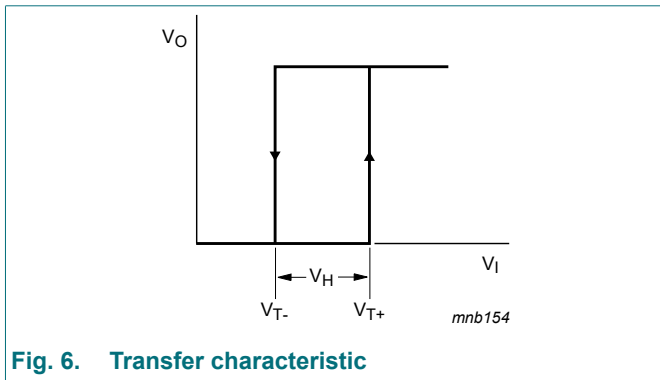 VO
VI
VH
VT-
VT+
mnb154
Fig. 6. Transfer characteristic